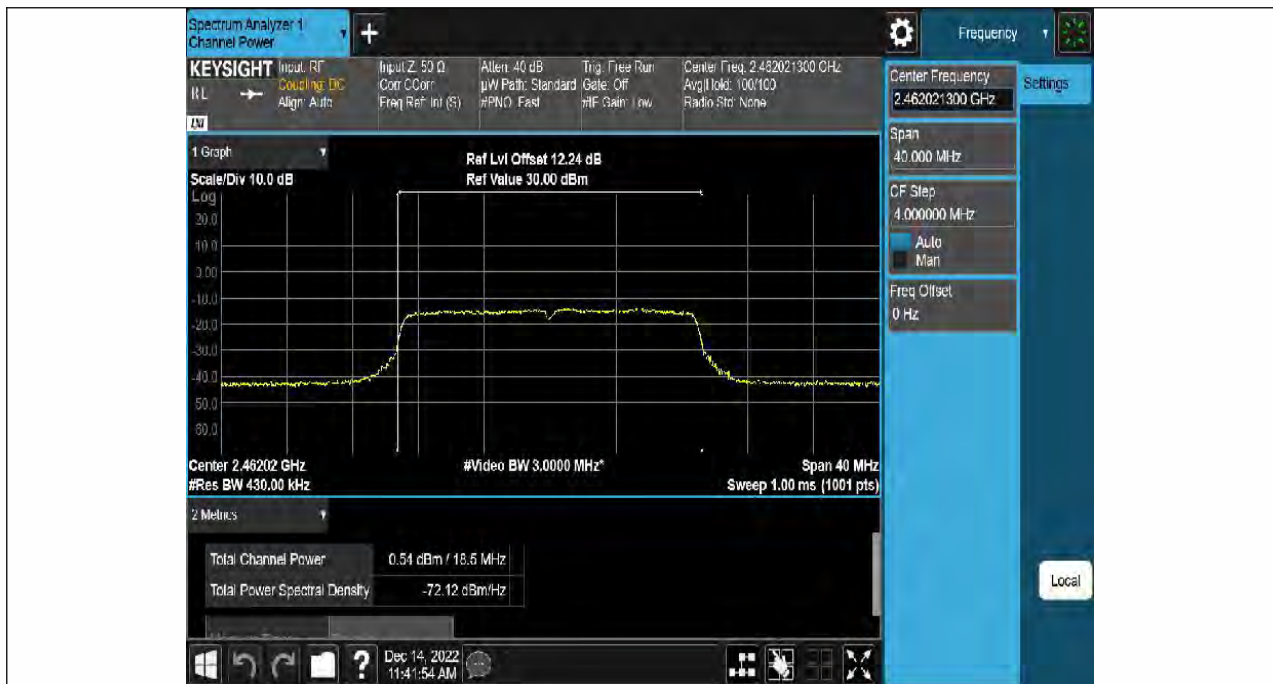 Spectrum Analyzer 1
Channel Power
Frequency
KEYSIGHT
Input: RF
Coupling: DC
Align: Auto
Input Z: 50 Ω
Corr CCorr
Freq Ref: Int (S)
Atten: 40 dB
µW Path: Standard
#PNO: Fast
Trig: Free Run
Gate: Off
#IF Gain: Low
Center Freq: 2.462021300 GHz
Avg|Hold: 100/100
Radio Std: None
LXI
Center Frequency
2.462021300 GHz
Settings
Span
40.000 MHz
CF Step
4.000000 MHz
Auto
Man
Freq Offset
0 Hz
1 Graph
Ref Lvl Offset 12.24 dB
Scale/Div 10.0 dB
Ref Value 30.00 dBm
Log
20.0
10.0
0.00
-10.0
-20.0
-30.0
-40.0
Center 2.46202 GHz
#Video BW 3.0000 MHz*
Span 40 MHz
#Res BW 430.00 kHz
Sweep 1.00 ms (1001 pts)
2 Metrics
Total Channel Power
0.54 dBm / 18.5 MHz
Total Power Spectral Density
-72.12 dBm/Hz
Local
?
Dec 14, 2022
11:41:54 AM